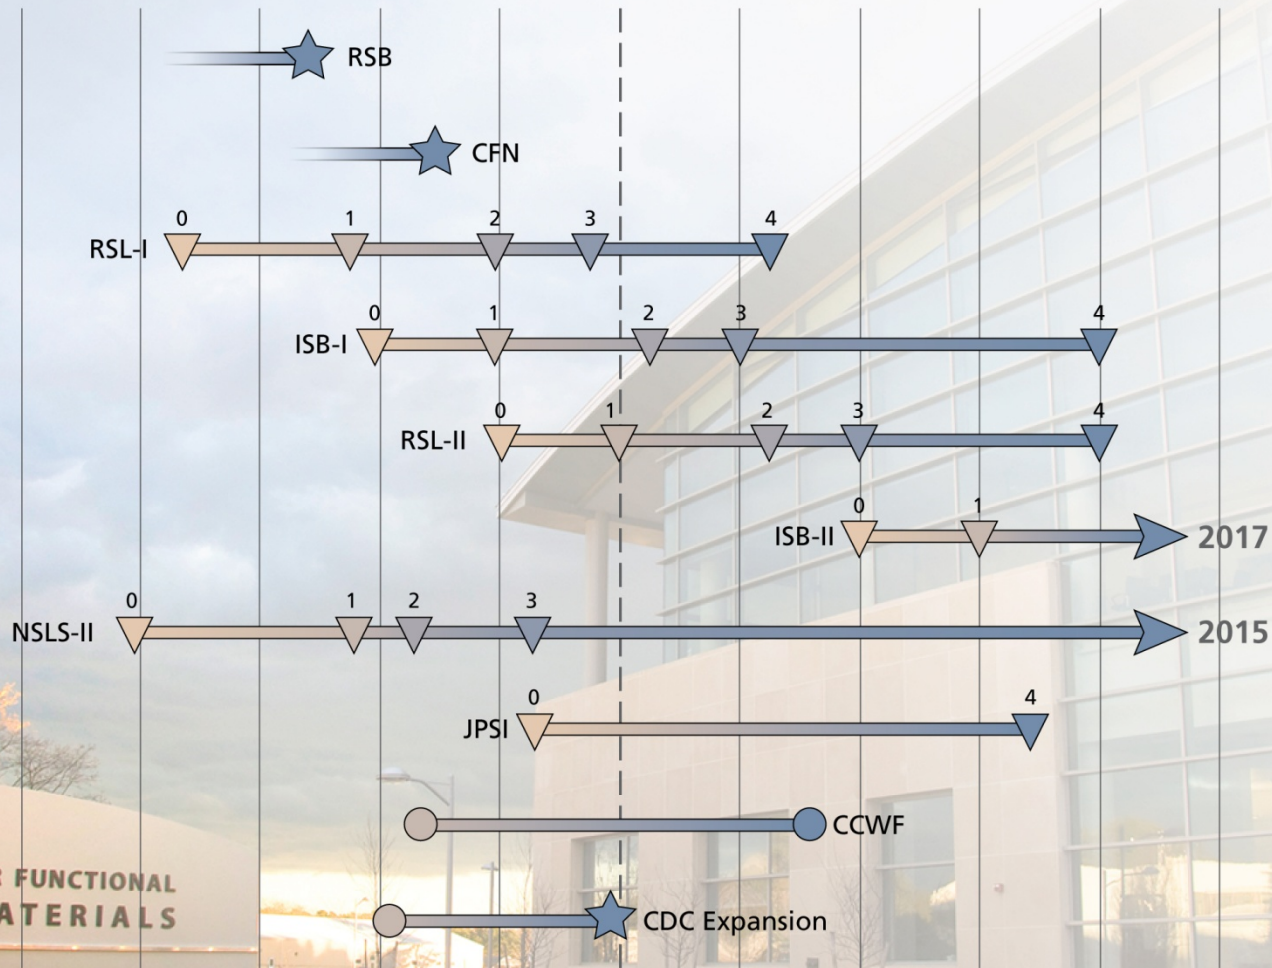 RSB
CFN
0 1 2 3 4
RSL-I
0 1 2 3 4
ISB-I
0 1 2 3 4
RSL-II
0 1
ISB-II 2017
0 1 2 3
NSLS-II 2015
0 4
JPSI
CCWF
FUNCTIONAL
CDC Expansion